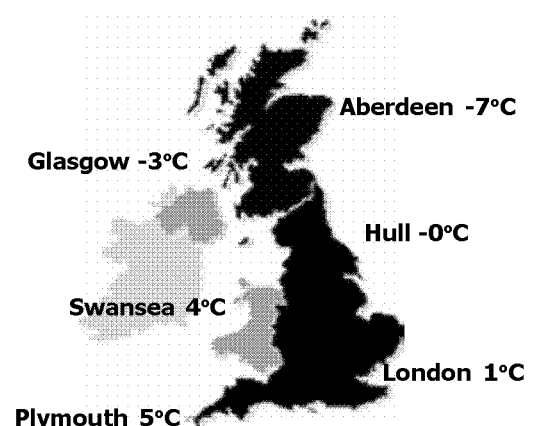 Aberdeen -7°C
Glasgow -3°C
Hull -0°C
Swansea 4°C
London 1°C
Plymouth 5°C